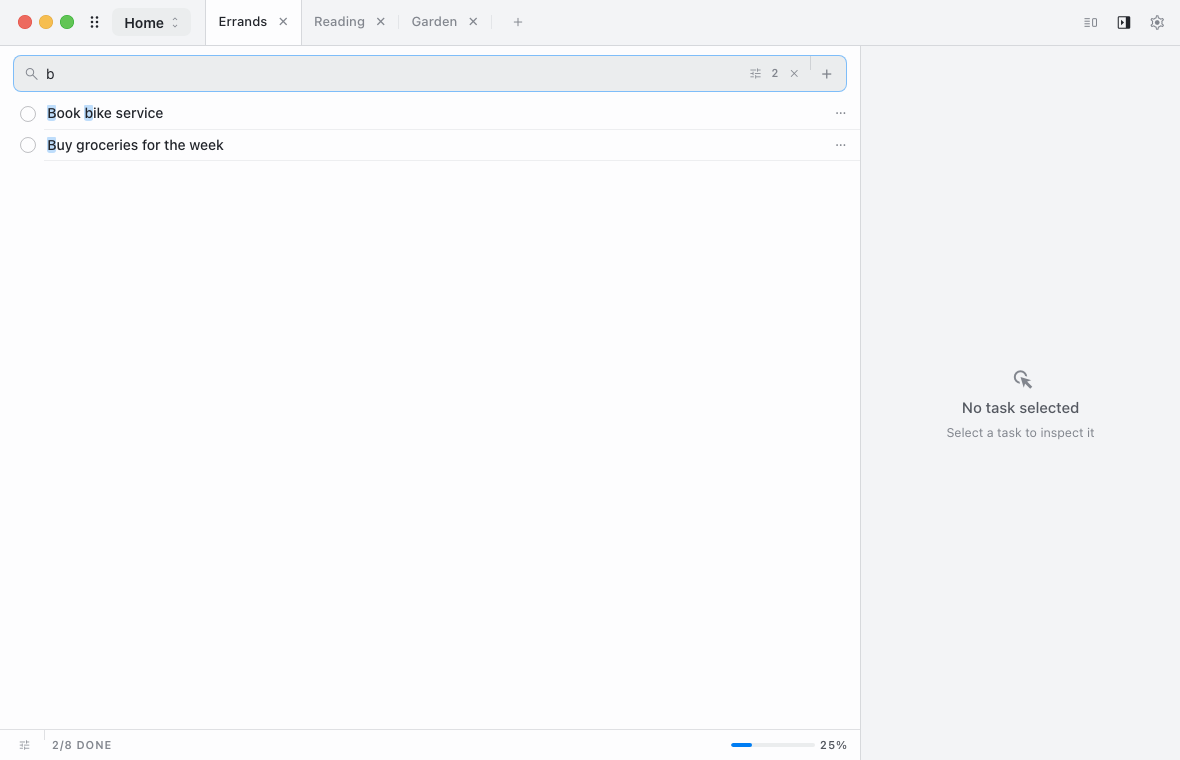 Home Errands Reading Garden
b 2
Book bike service
Buy groceries for the week
No task selected
Select a task to inspect it
2/8 DONE 25%